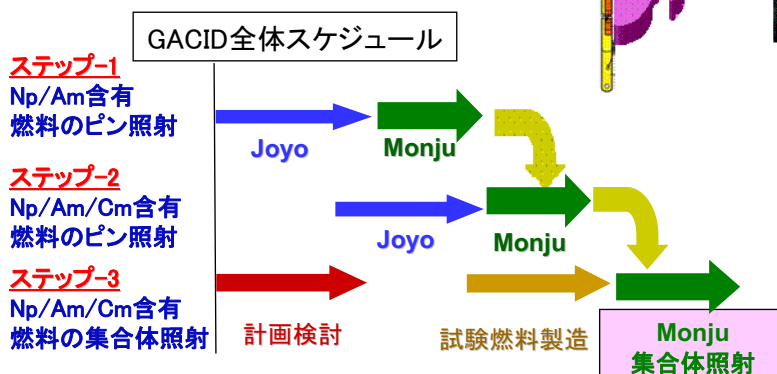 GACID全体スケジュール
ステップ-1
Np/Am含有
燃料のピン照射
Joyo
Monju
ステップ-2
Np/Am/Cm含有
燃料のピン照射
Joyo
Monju
ステップ-3
Np/Am/Cm含有
燃料の集合体照射
計画検討
試験燃料製造
Monju
集合体照射